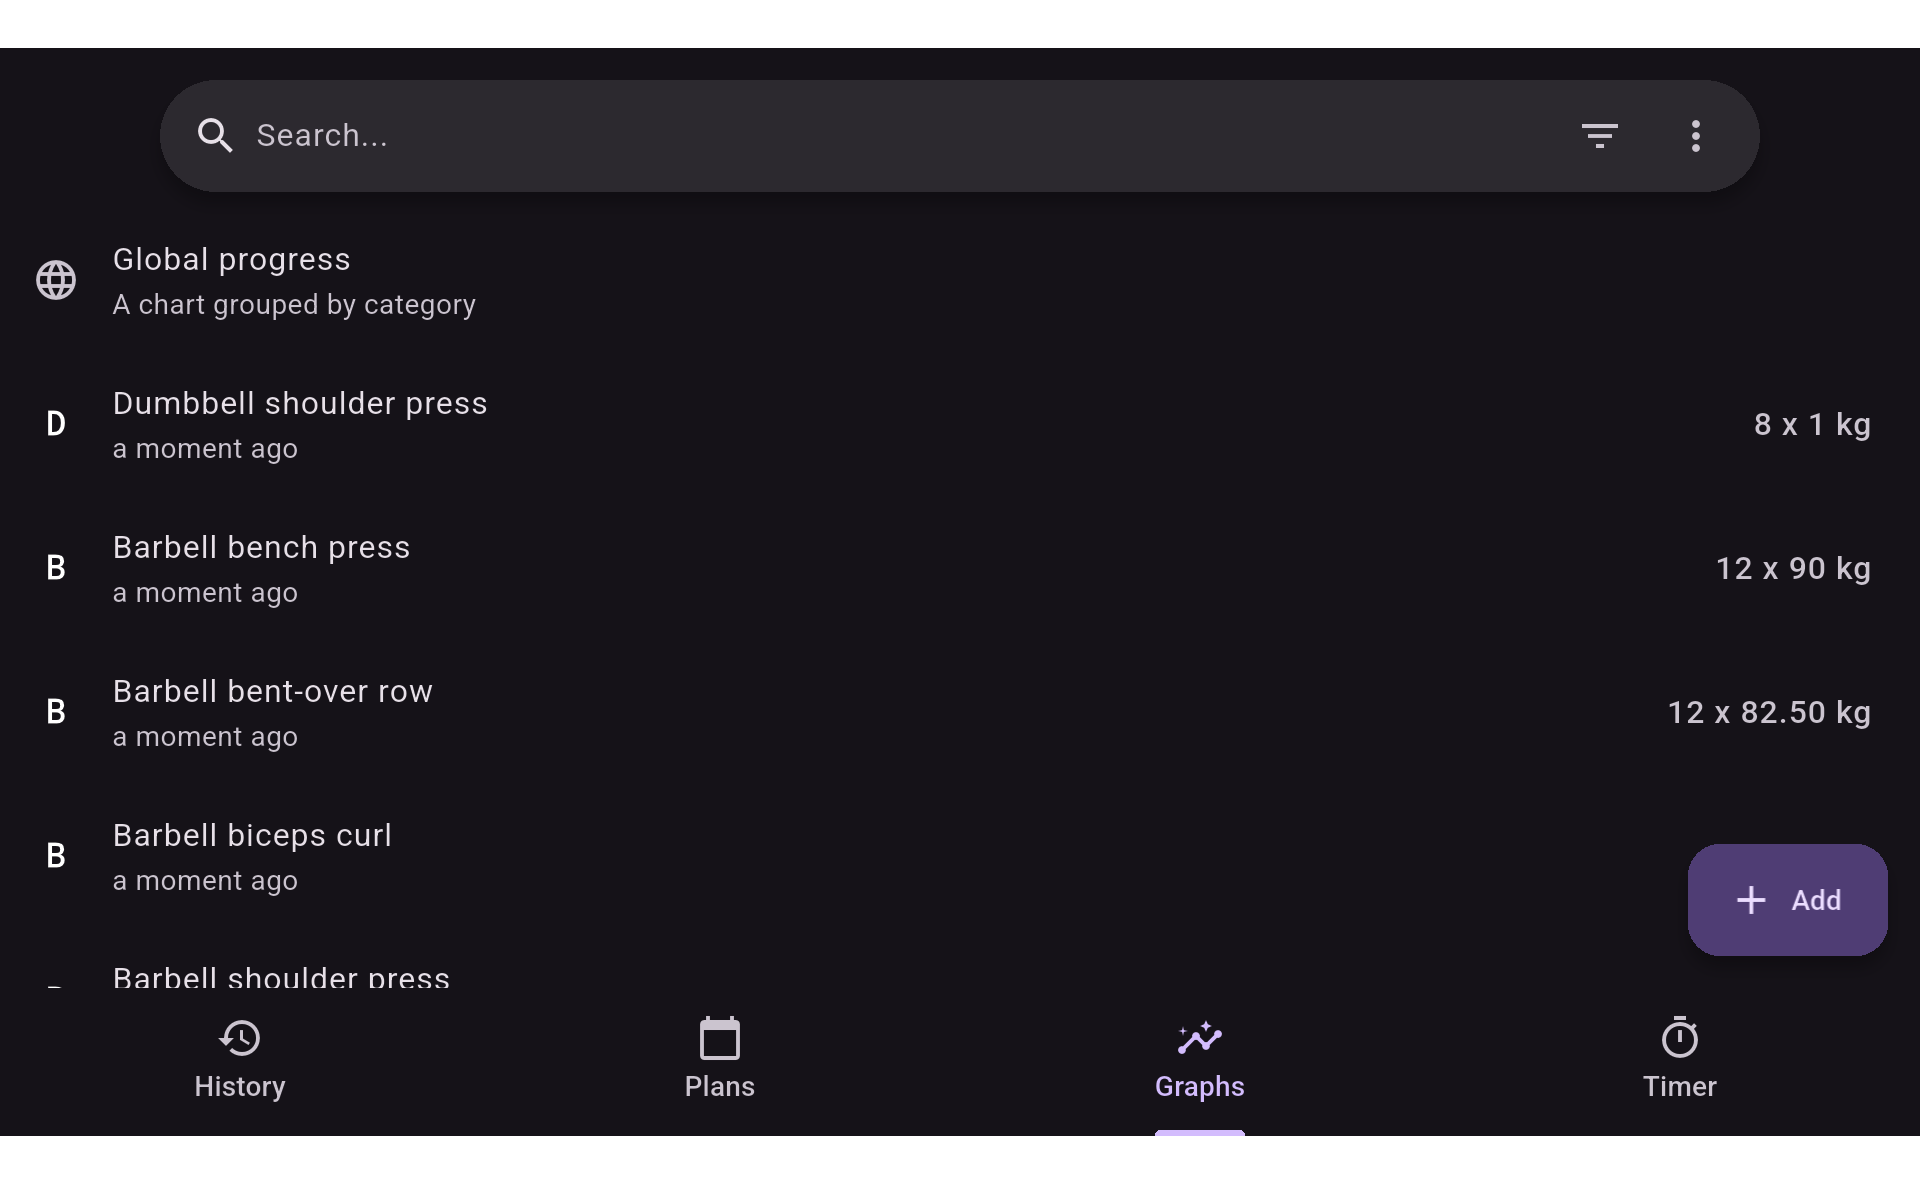 Search...
Global progress
A chart grouped by category
D
Dumbbell shoulder press
a moment ago
8 x 1 kg
B
Barbell bench press
a moment ago
12 x 90 kg
B
Barbell bent-over row
a moment ago
12 x 82.50 kg
B
Barbell biceps curl
a moment ago
Add
Barbell shoulder press
History
Plans
Graphs
Timer